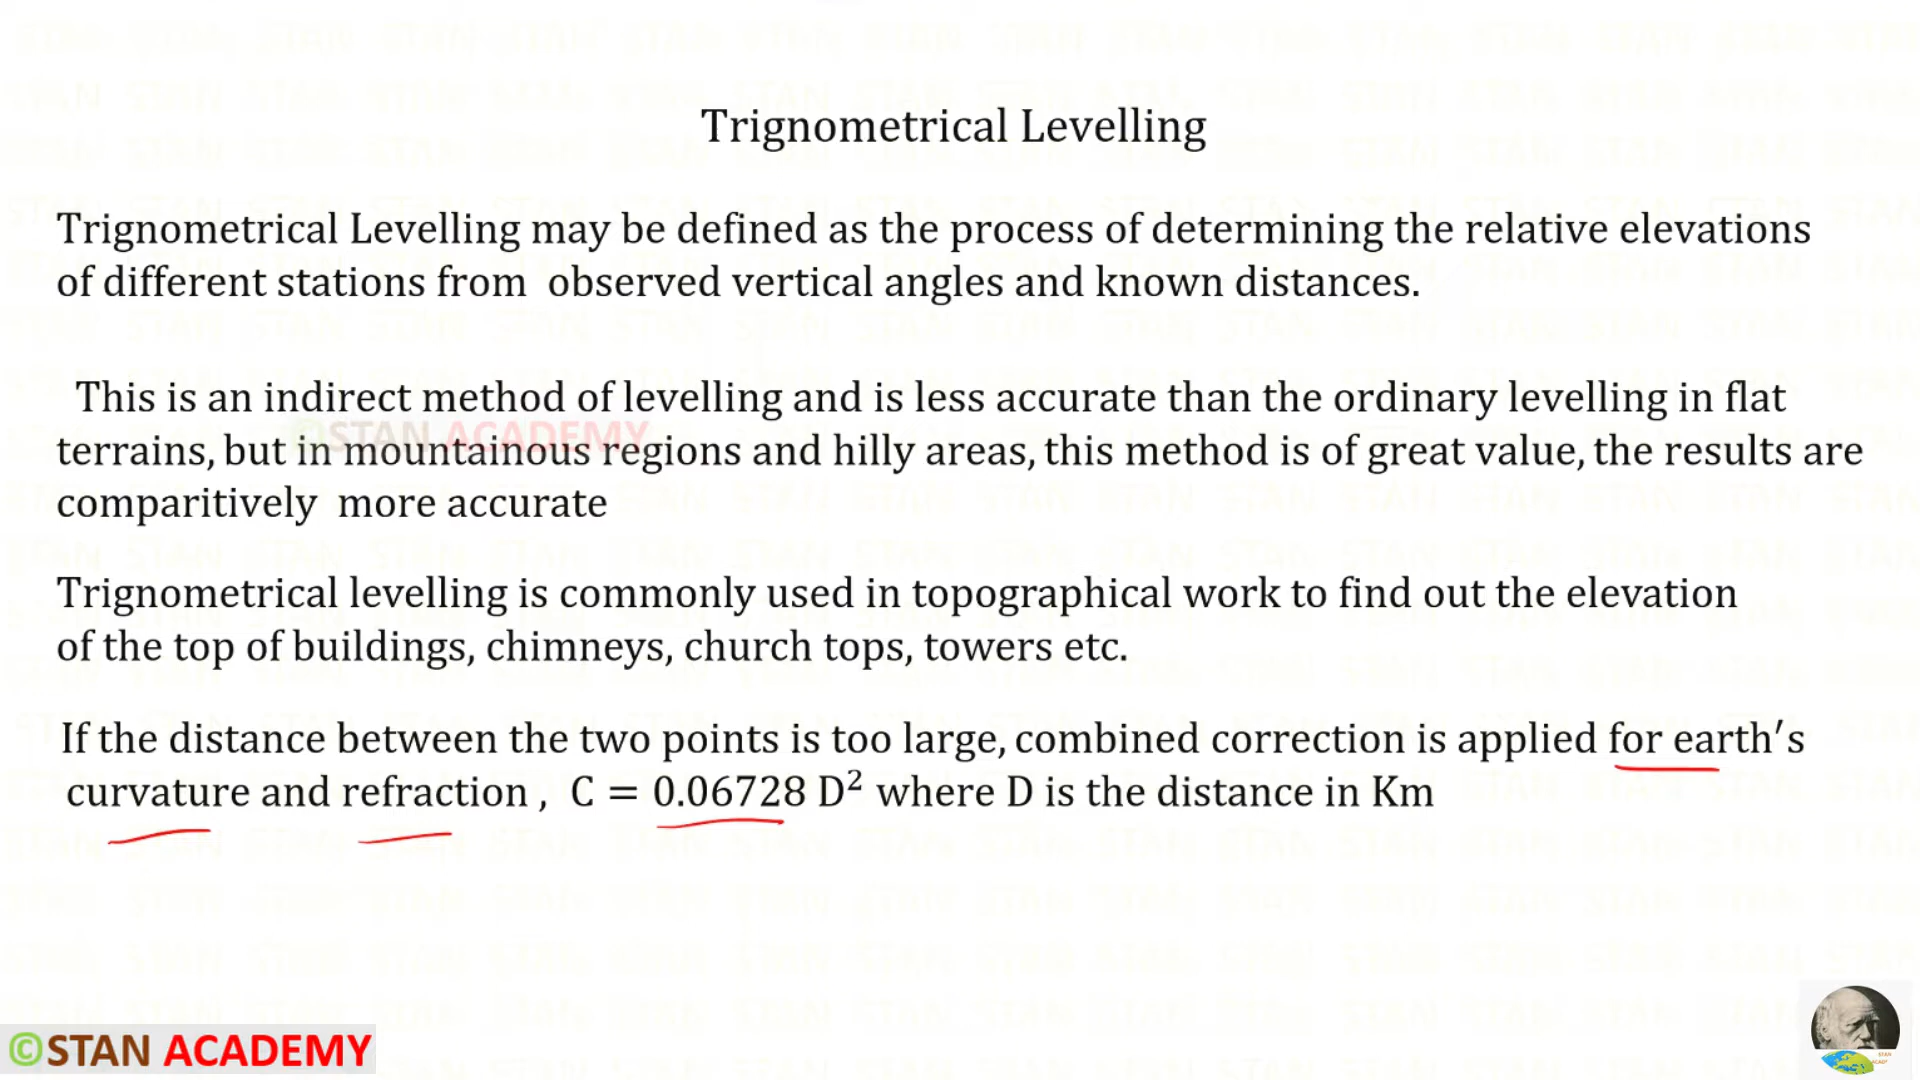 Trignometrical Levelling
Trignometrical Levelling may be defined as the process of determining the relative elevations
of different stations from observed vertical angles and known distances.
This is an indirect method of levelling and is less accurate than the ordinary levelling in flat
©STAN ACADEMY
terrains, but in mountainous regions and hilly areas, this method is of great value, the results are
comparitively more accurate
Trignometrical levelling is commonly used in topographical work to find out the elevation
of the top of buildings, chimneys, church tops, towers etc.
If the distance between the two points is too large, combined correction is applied for earth′s
curvature and refraction , C = 0.06728 D² where D is the distance in Km
©STAN ACADEMY
STAN